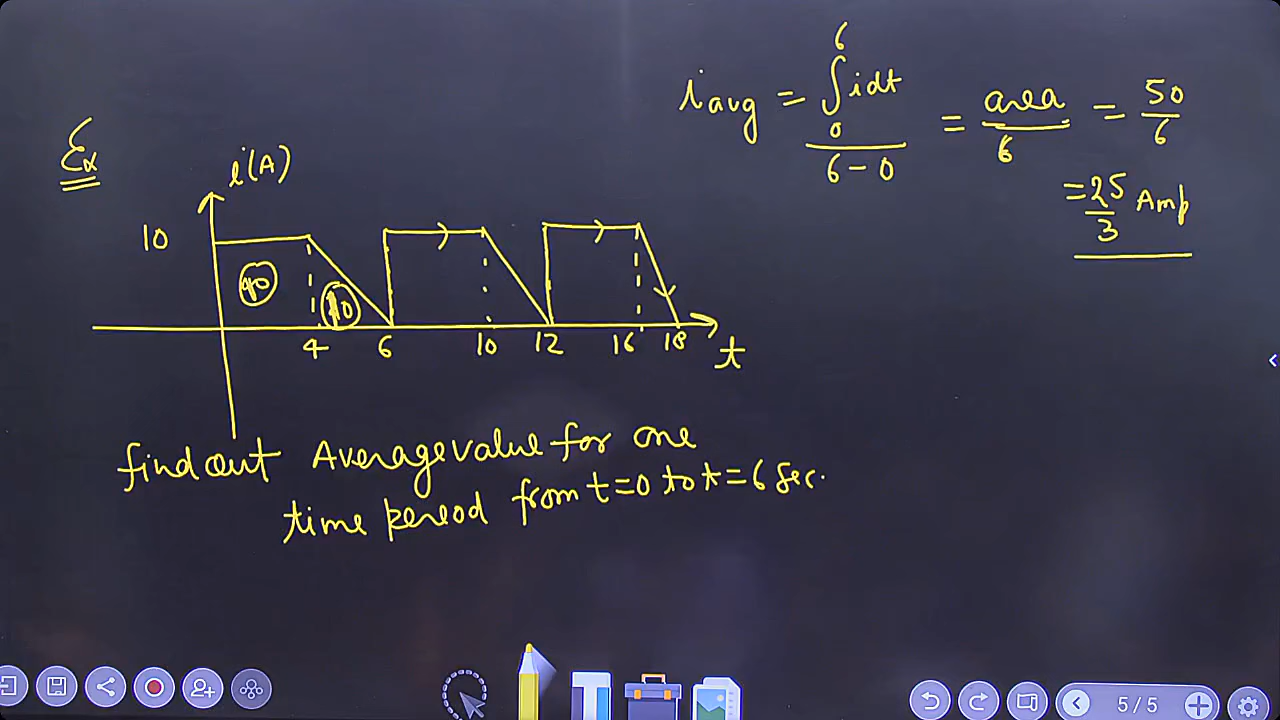 Ex
i(A)
10
40
10
4 6 10 12 16 18
t
find out Average value for one
time period from t=0 to t=6 sec.
i avg = ∫₀⁶ i dt / 6-0 = area / 6 = 50 / 6
= 25 / 3 Amp
5/5